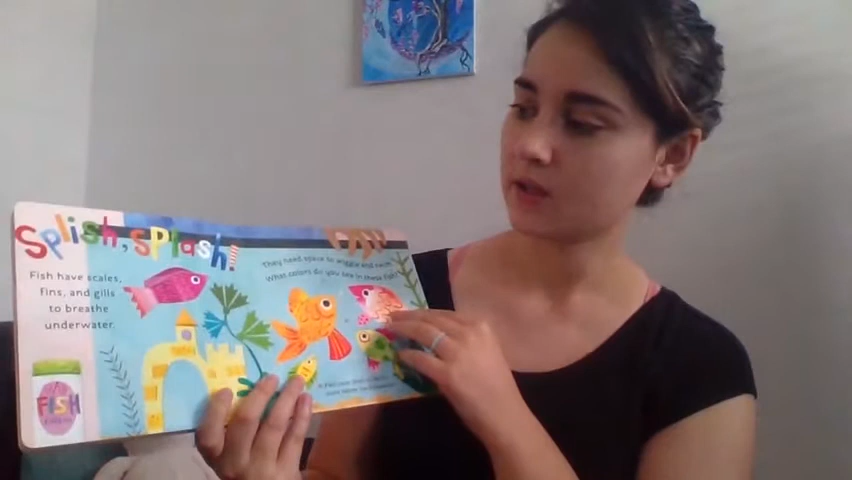 Splish, Splash!
Fish have scales,
fins, and gills
to breathe
underwater.
They need space to wiggle and
What colors do you see in these fish?
FISH